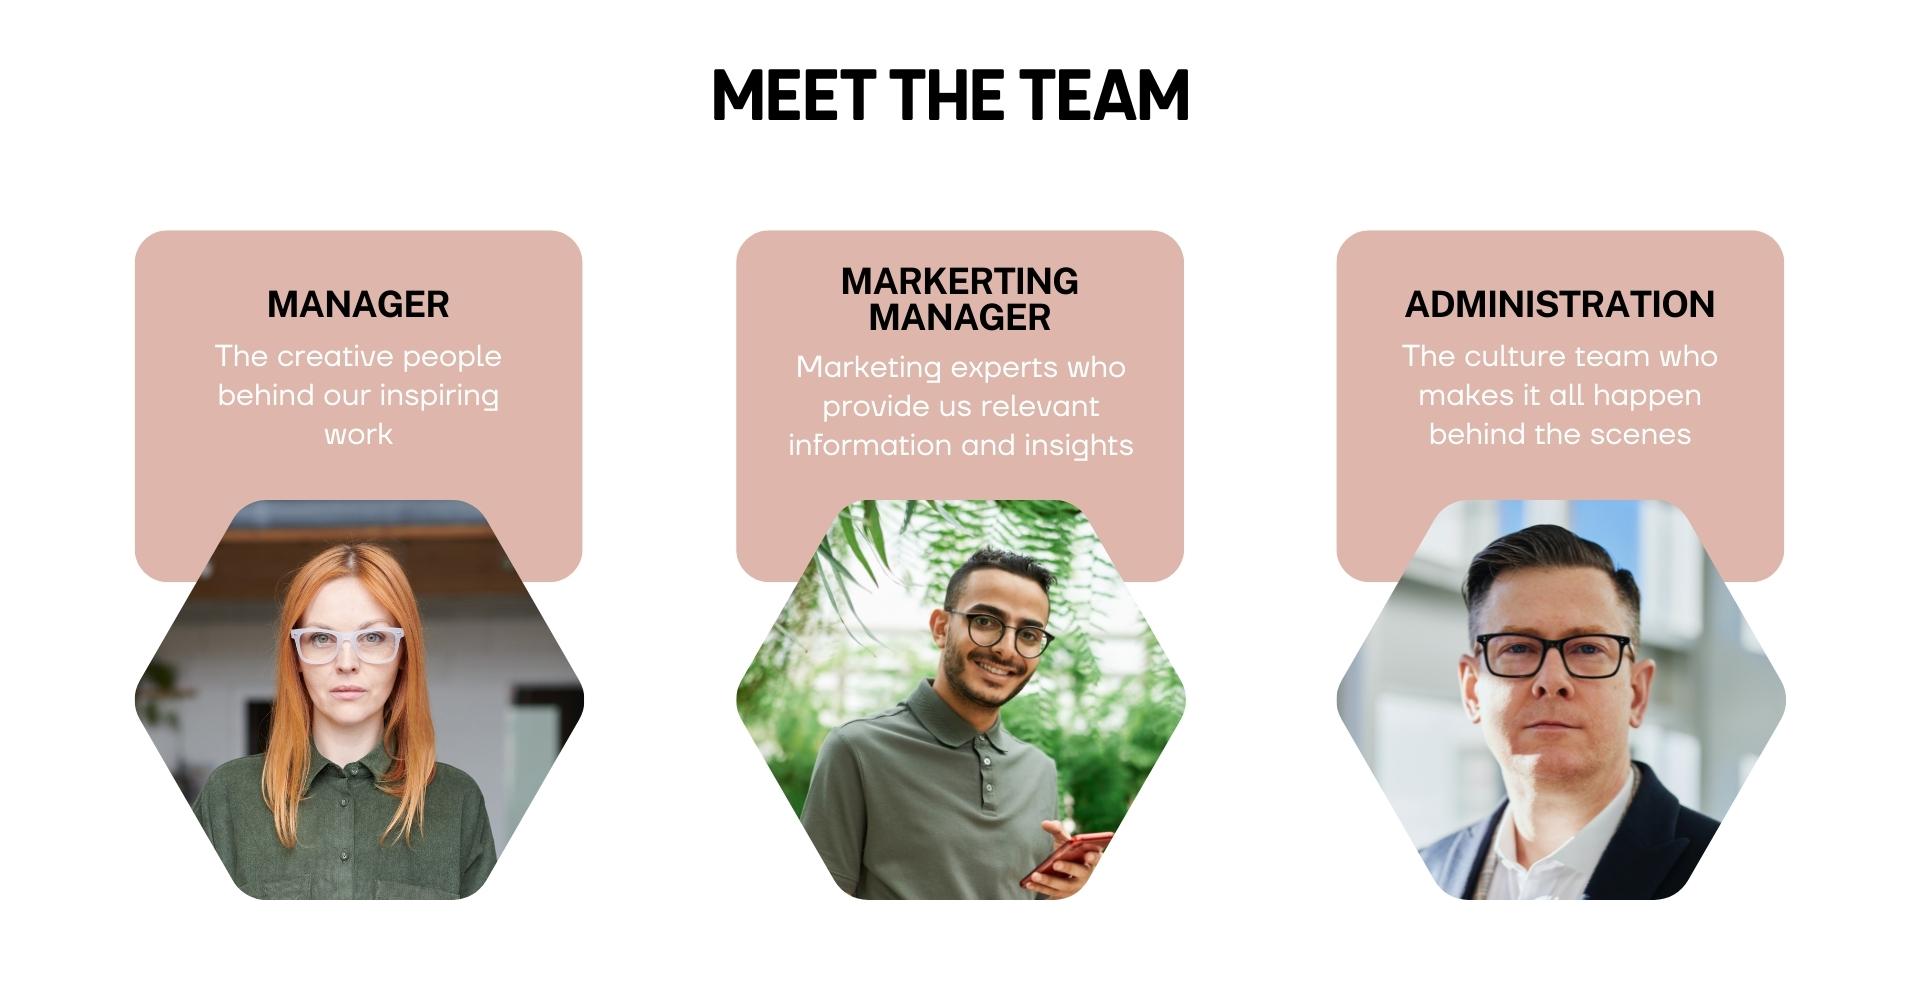 MEET THE TEAM
MANAGER
The creative people
behind our inspiring
work
MARKERTING
MANAGER
Marketing experts who
provide us relevant
information and insights
ADMINISTRATION
The culture team who
makes it all happen
behind the scenes